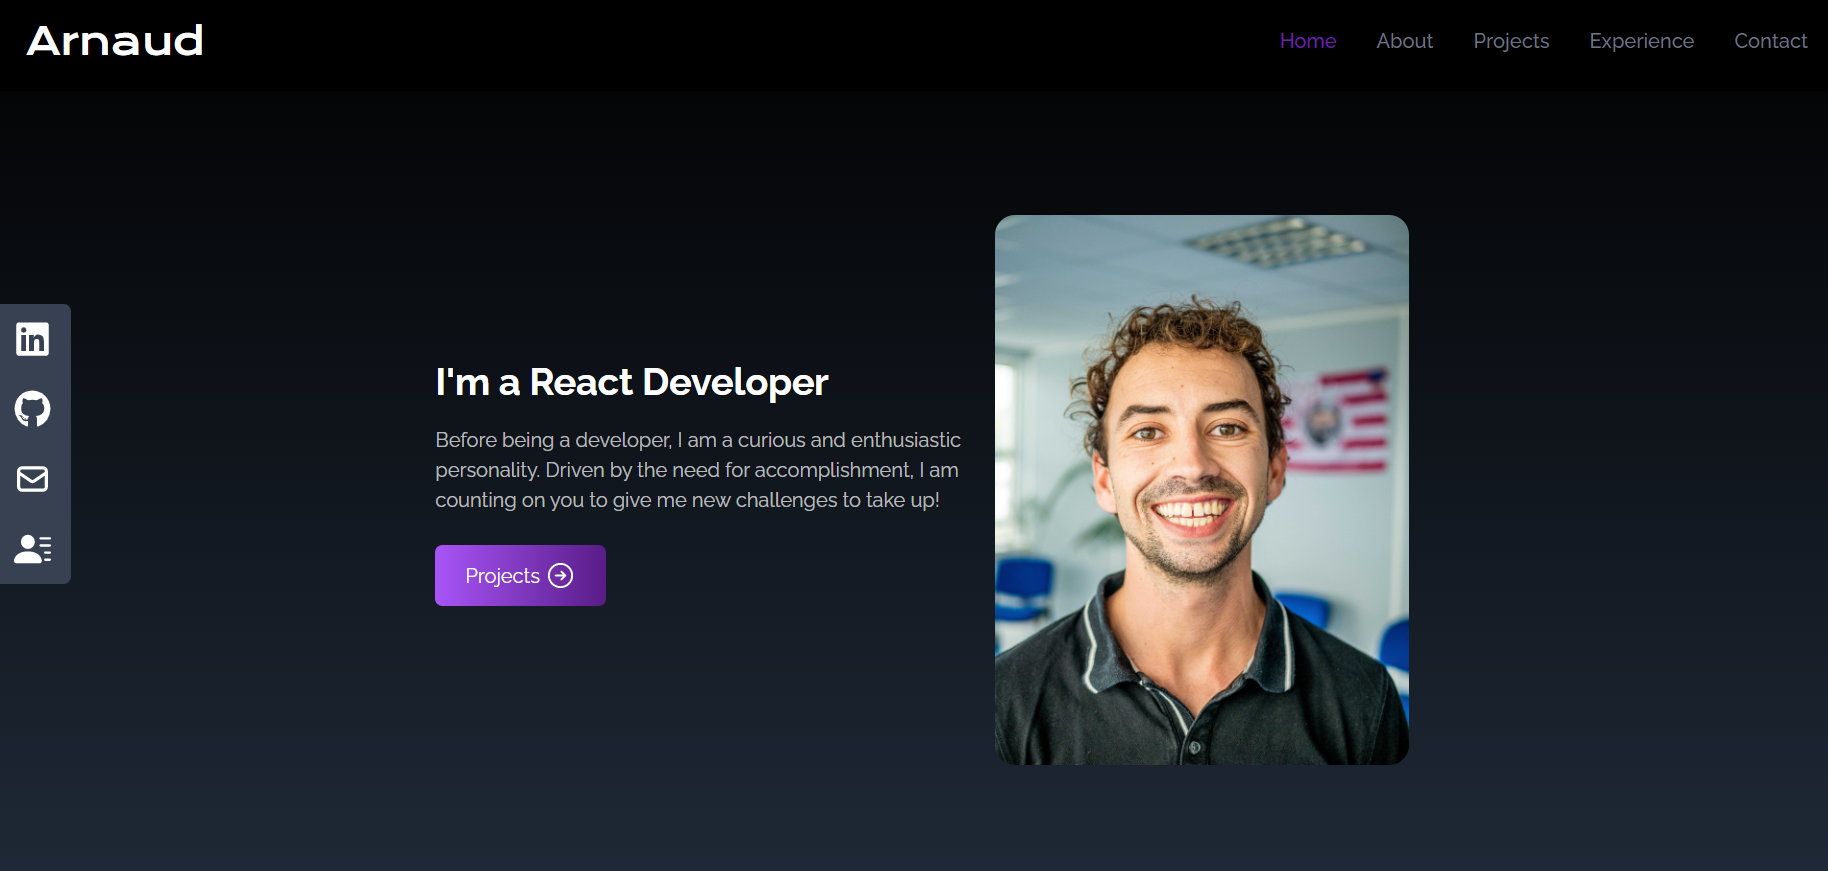 Arnaud
Home About Projects Experience Contact
in
I'm a React Developer
Before being a developer, I am a curious and enthusiastic
personality. Driven by the need for accomplishment, I am
counting on you to give me new challenges to take up!
Projects